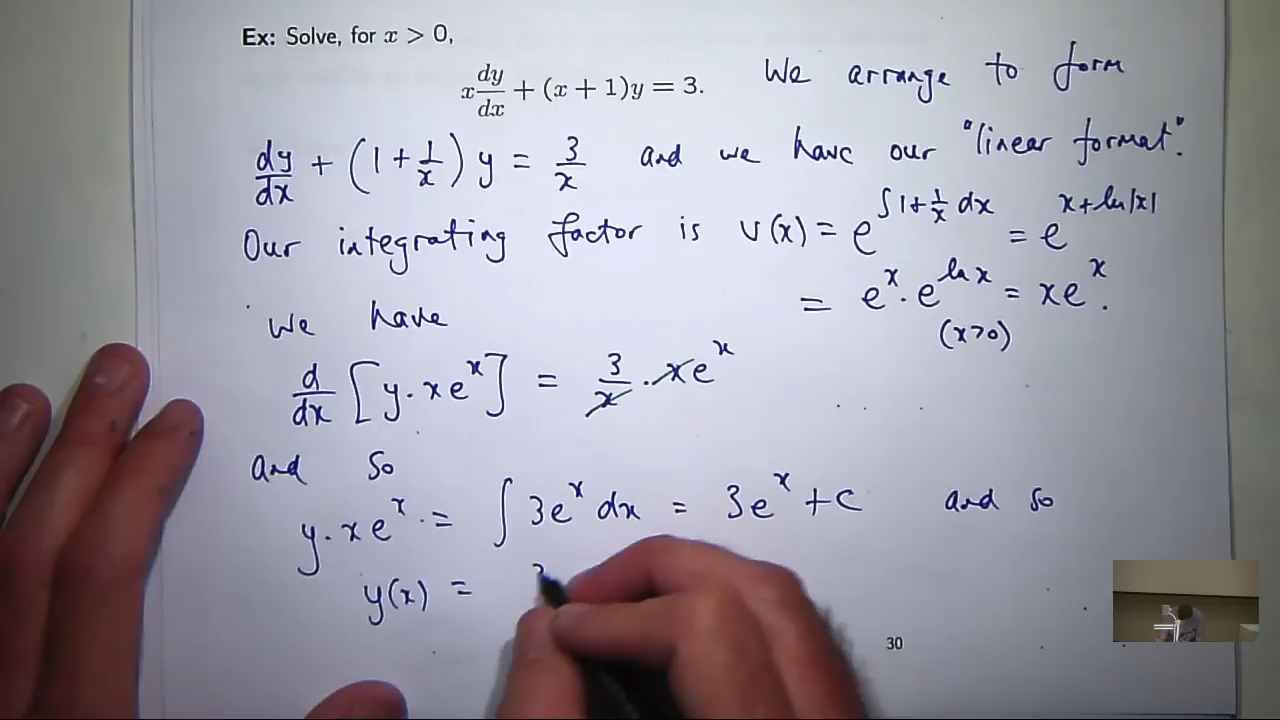 Ex: Solve, for x > 0,
x dy/dx + (x + 1)y = 3. We arrange to form
dy/dx + (1 + 1/x) y = 3/x and we have our "linear format".
Our integrating factor is v(x) = e^{∫1+1/x dx} = e^{x+ln|x|}
= e^x · e^{ln x} = xe^x.
(x>0)
We have
d/dx [y·xe^x] = 3/x · xe^x
and so
y·xe^x = ∫ 3e^x dx = 3e^x + C and so
y(x) =
30